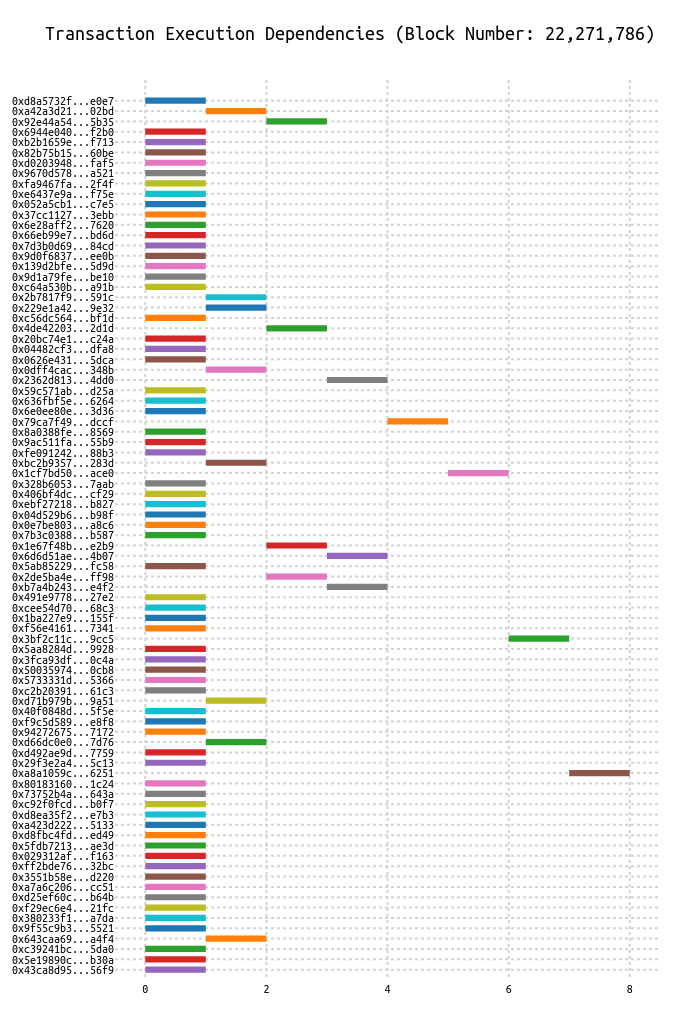 Transaction Execution Dependencies (Block Number: 22,271,786)
0xd8a5732f...e0e7
0xa42a3d21...02bd
0x92e44a54...5b35
0x6944e040...f2b0
0xb2b1659e...f713
0x82b75b15...60be
0xd0203948...faf5
0x9670d578...a521
0xfa9467fa...2f4f
0xe6437e9a...f75e
0x052a5cb1...c7e5
0x37cc1127...3ebb
0x6e28aff2...7620
0x66eb99e7...bd6d
0x7d3b0d69...84cd
0x9d0f6837...ee0b
0x139d2bfe...5d9d
0x9d1a79fe...be10
0xc64a530b...a91b
0x2b7817f9...591c
0x229e1a42...9e32
0xc56dc564...bf1d
0x4de42203...2d1d
0x20bc74e1...c24a
0x04482cf3...dfa8
0x0626e431...5dca
0x0dff4cac...348b
0x2362d813...4dd0
0x59c571ab...d25a
0x636fbf5e...6264
0x6e0ee80e...3d36
0x79ca7f49...dccf
0x8a0388fe...8569
0x9ac511fa...55b9
0xfe091242...88b3
0xbc2b9357...283d
0x1cf7bd50...ace0
0x328b6053...7aab
0x406bf4dc...cf29
0xebf27218...b827
0x04d529b6...b98f
0x0e7be803...a8c6
0x7b3c0388...b587
0x1e67f48b...e2b9
0x6d6d51ae...4b07
0x5ab85229...fc58
0x2de5ba4e...ff98
0xb7a4b243...e4f2
0x491e9778...27e2
0xcee54d70...68c3
0x1ba227e9...155f
0xf56e4161...7341
0x3bf2c11c...9cc5
0x5aa8284d...9928
0x3fca93df...0c4a
0x50035974...0cb8
0x5733331d...5366
0xc2b20391...61c3
0xd71b979b...9a51
0x40f0848d...5f5e
0xf9c5d589...e8f8
0x94272675...7172
0xd66dc0e0...7d76
0xd492ae9d...7759
0x29f3e2a4...5c13
0xa8a1059c...6251
0x80183160...1c24
0x73752b4a...643a
0xc92f0fcd...b0f7
0xd8ea35f2...e7b3
0xa423d222...5133
0xd8fbc4fd...ed49
0x5fdb7213...ae3d
0x029312af...f163
0xff2bde76...32bc
0x3551b58e...d220
0xa7a6c206...cc51
0xd25ef60c...b64b
0xf29ec6e4...21fc
0x380233f1...a7da
0x9f55c9b3...5521
0x643caa69...a4f4
0xc39241bc...5da0
0x5e19890c...b30a
0x43ca8d95...56f9
0 2 4 6 8